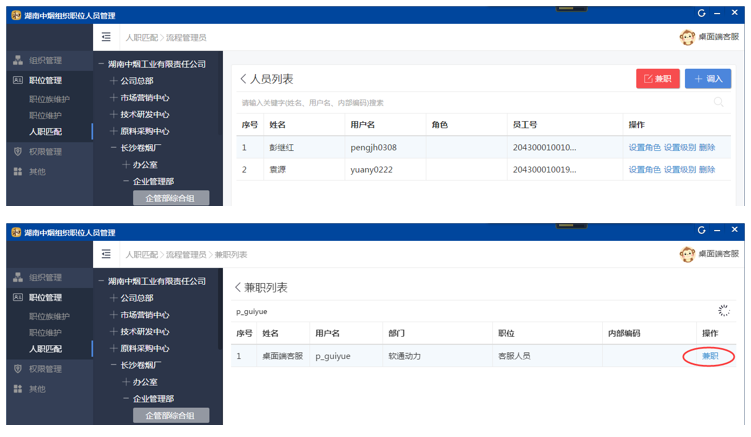 湖南中烟组织职位人员管理
人职匹配 > 流程管理员
桌面端客服
组织管理
职位管理
职位族维护
职位维护
人职匹配
权限管理
其他
湖南中烟工业有限责任公司
公司总部
市场营销中心
技术研发中心
原料采购中心
长沙卷烟厂
办公室
企业管理部
企管部综合组
人员列表
兼职 调入
请输入关键字(姓名、用户名、内部编码)搜索
序号 姓名 用户名 角色 员工号 操作
1 彭继红 pengjh0308 204300010010... 设置角色 设置级别 删除
2 袁源 yuany0222 204300010019... 设置角色 设置级别 删除
湖南中烟组织职位人员管理
人职匹配 > 流程管理员 > 兼职列表
桌面端客服
组织管理
职位管理
职位族维护
职位维护
人职匹配
权限管理
其他
湖南中烟工业有限责任公司
公司总部
市场营销中心
技术研发中心
原料采购中心
长沙卷烟厂
办公室
企业管理部
企管部综合组
兼职列表
p_guiyue
序号 姓名 用户名 部门 职位 内部编码 操作
1 桌面端客服 p_guiyue 软通动力 客服人员 兼职